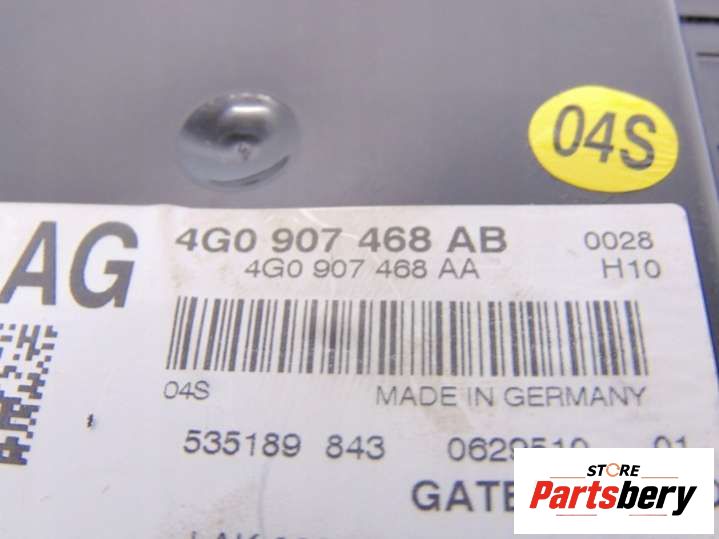 04S
AG
4G0 907 468 AB 0028
4G0 907 468 AA H10
04S MADE IN GERMANY
535189 843
STORE
Partsbery